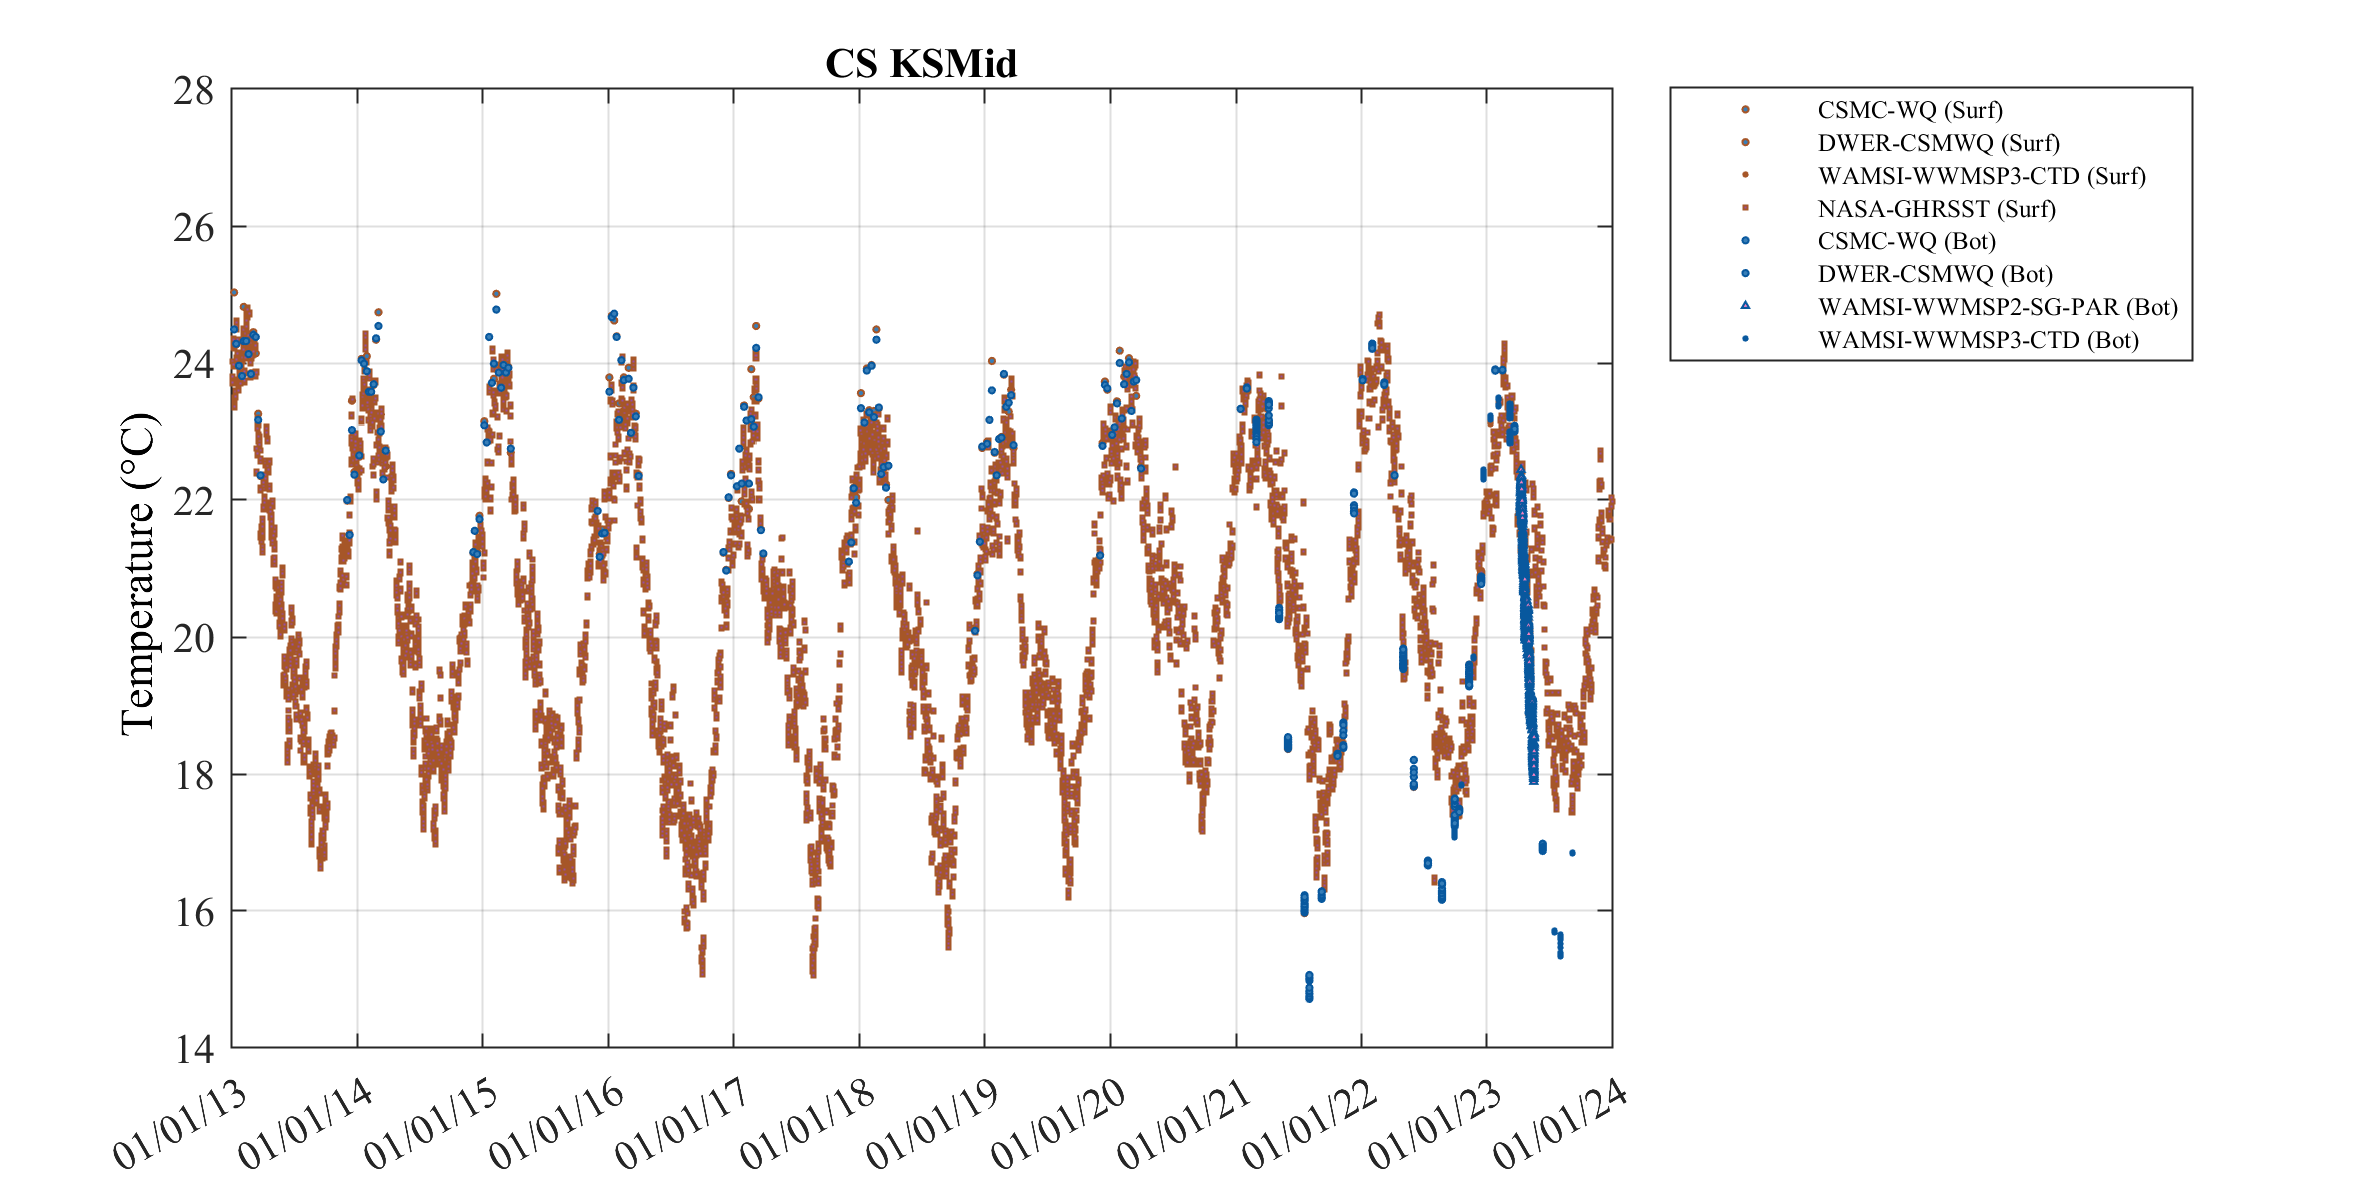 CS KSMid
28
26
24
22
20
18
16
14
Temperature (°C)
01/01/13
01/01/14
01/01/15
01/01/16
01/01/17
01/01/18
01/01/19
01/01/20
01/01/21
01/01/22
01/01/23
01/01/24
CSMC-WQ (Surf)
DWER-CSMWQ (Surf)
WAMSI-WWMSP3-CTD (Surf)
NASA-GHRSST (Surf)
CSMC-WQ (Bot)
DWER-CSMWQ (Bot)
WAMSI-WWMSP2-SG-PAR (Bot)
WAMSI-WWMSP3-CTD (Bot)